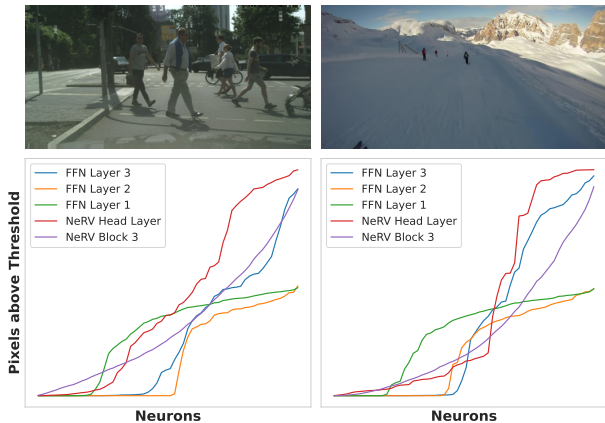 Pixels above Threshold
FFN Layer 3
FFN Layer 2
FFN Layer 1
NeRV Head Layer
NeRV Block 3
Neurons
FFN Layer 3
FFN Layer 2
FFN Layer 1
NeRV Head Layer
NeRV Block 3
Neurons